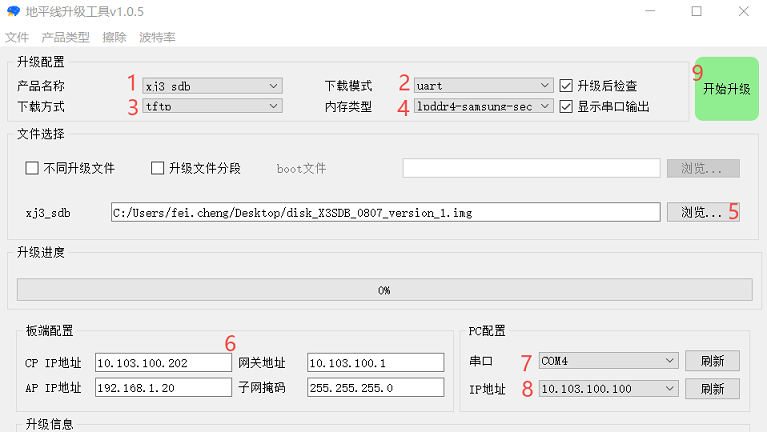 地平线升级工具v1.0.5
文件 产品类型 擦除 波特率
升级配置
产品名称 1 xj3_sdb 下载模式 2 uart 升级后检查 9
下载方式 3 tftp 内存类型 4 lpddr4-samsung-sec 显示串口输出 开始升级
文件选择
不同升级文件 升级文件分段 boot文件 浏览...
xj3_sdb C:/Users/fei.cheng/Desktop/disk_X3SDB_0807_version_1.img 浏览... 5
升级进度
0%
板端配置 6 PC配置
CP IP地址 10.103.100.202 网关地址 10.103.100.1 串口 7 COM4 刷新
AP IP地址 192.168.1.20 子网掩码 255.255.255.0 IP地址 8 10.103.100.100 刷新
升级信息